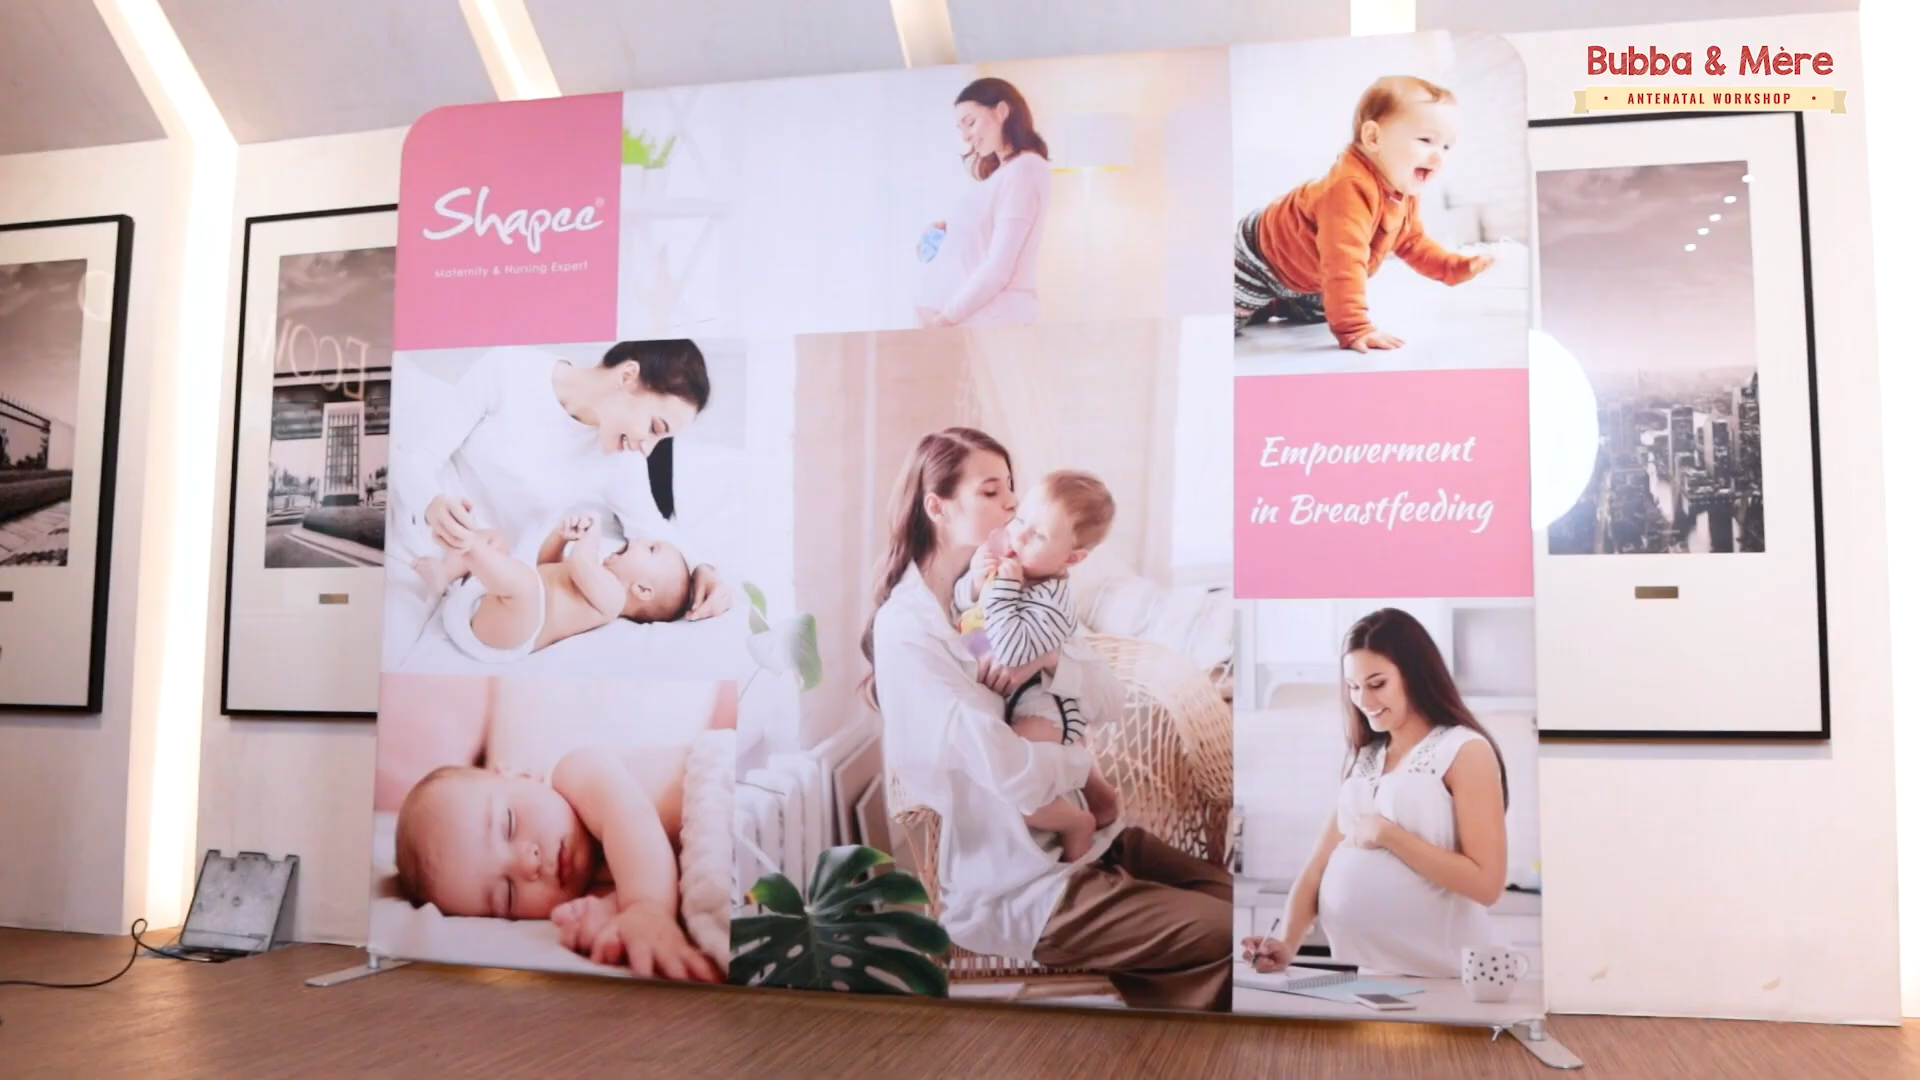 Bubba & Mère
• ANTENATAL WORKSHOP •
Shapee®
Maternity & Nursing Expert
Empowerment
in Breastfeeding